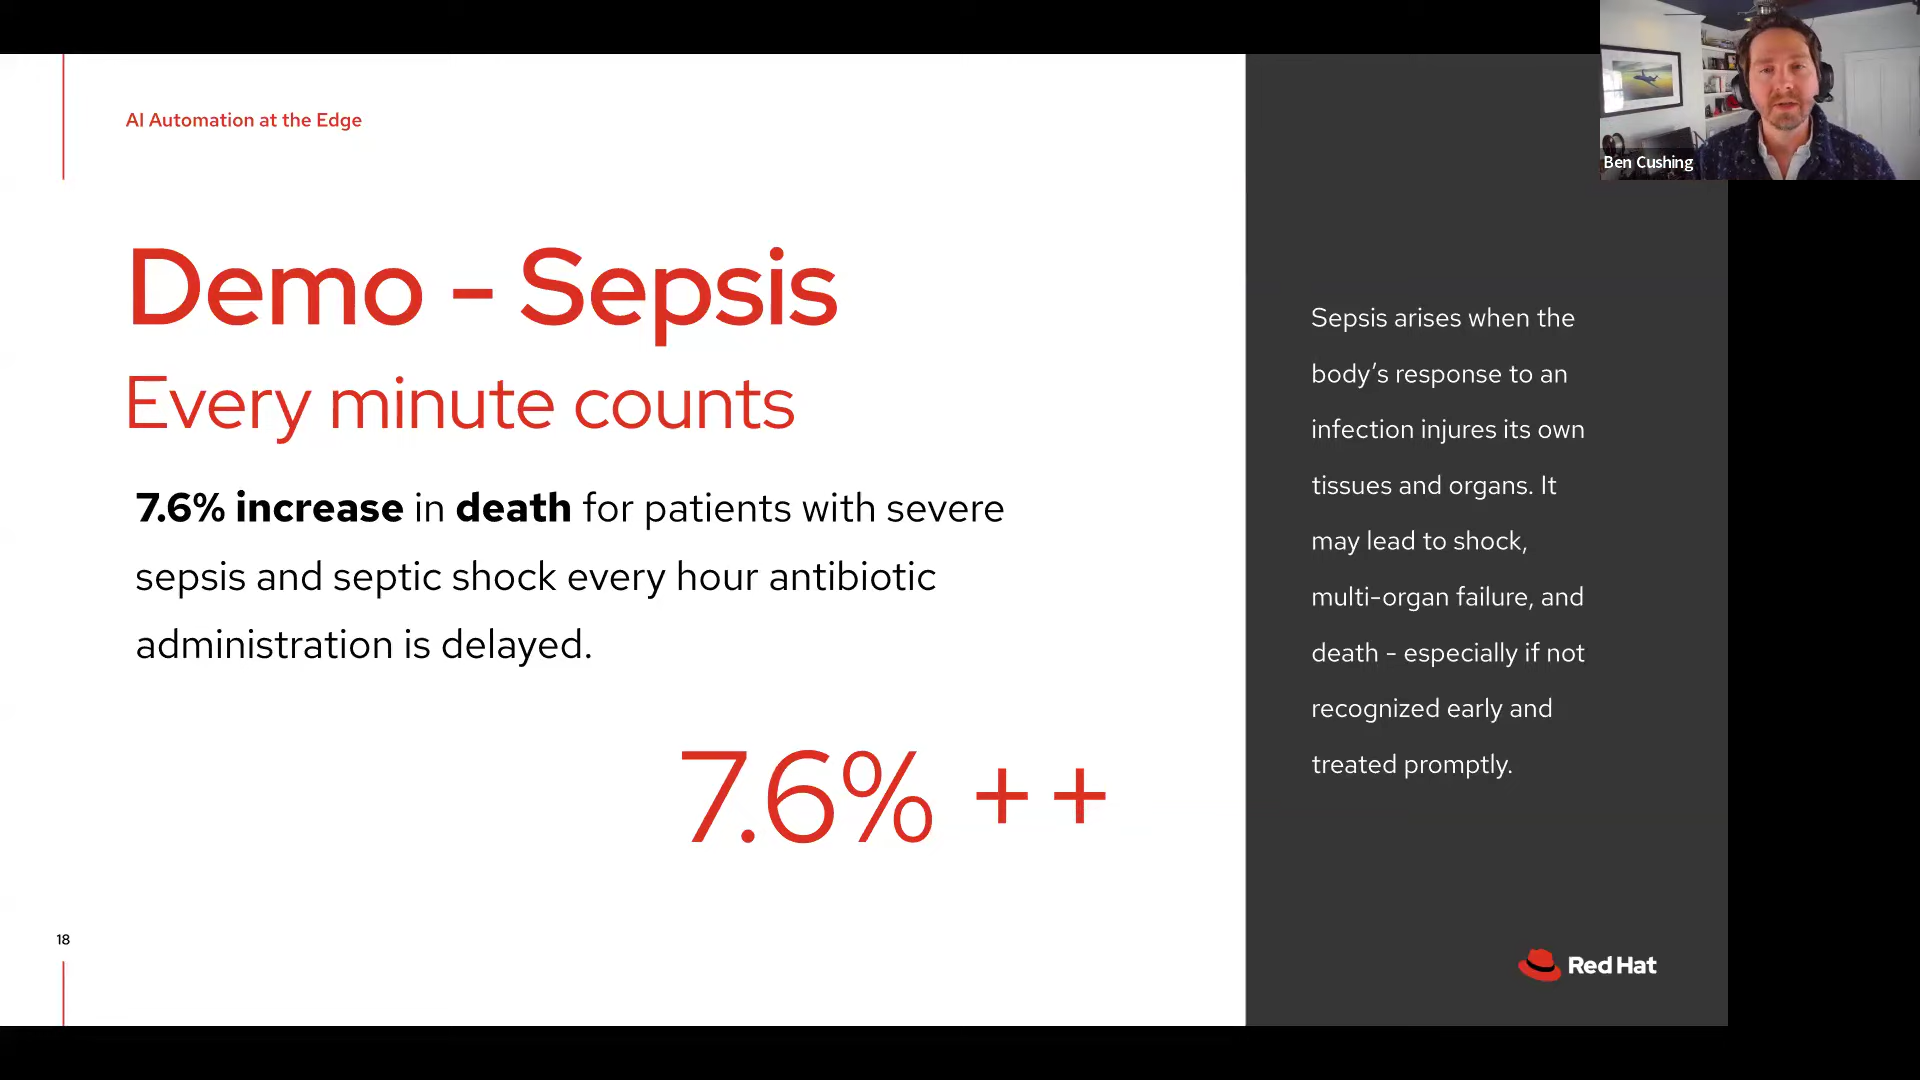 AI Automation at the Edge
Demo - Sepsis
Every minute counts
7.6% increase in death for patients with severe
sepsis and septic shock every hour antibiotic
administration is delayed.
7.6% ++
18
Sepsis arises when the
body’s response to an
infection injures its own
tissues and organs. It
may lead to shock,
multi-organ failure, and
death - especially if not
recognized early and
treated promptly.
Red Hat
Ben Cushing